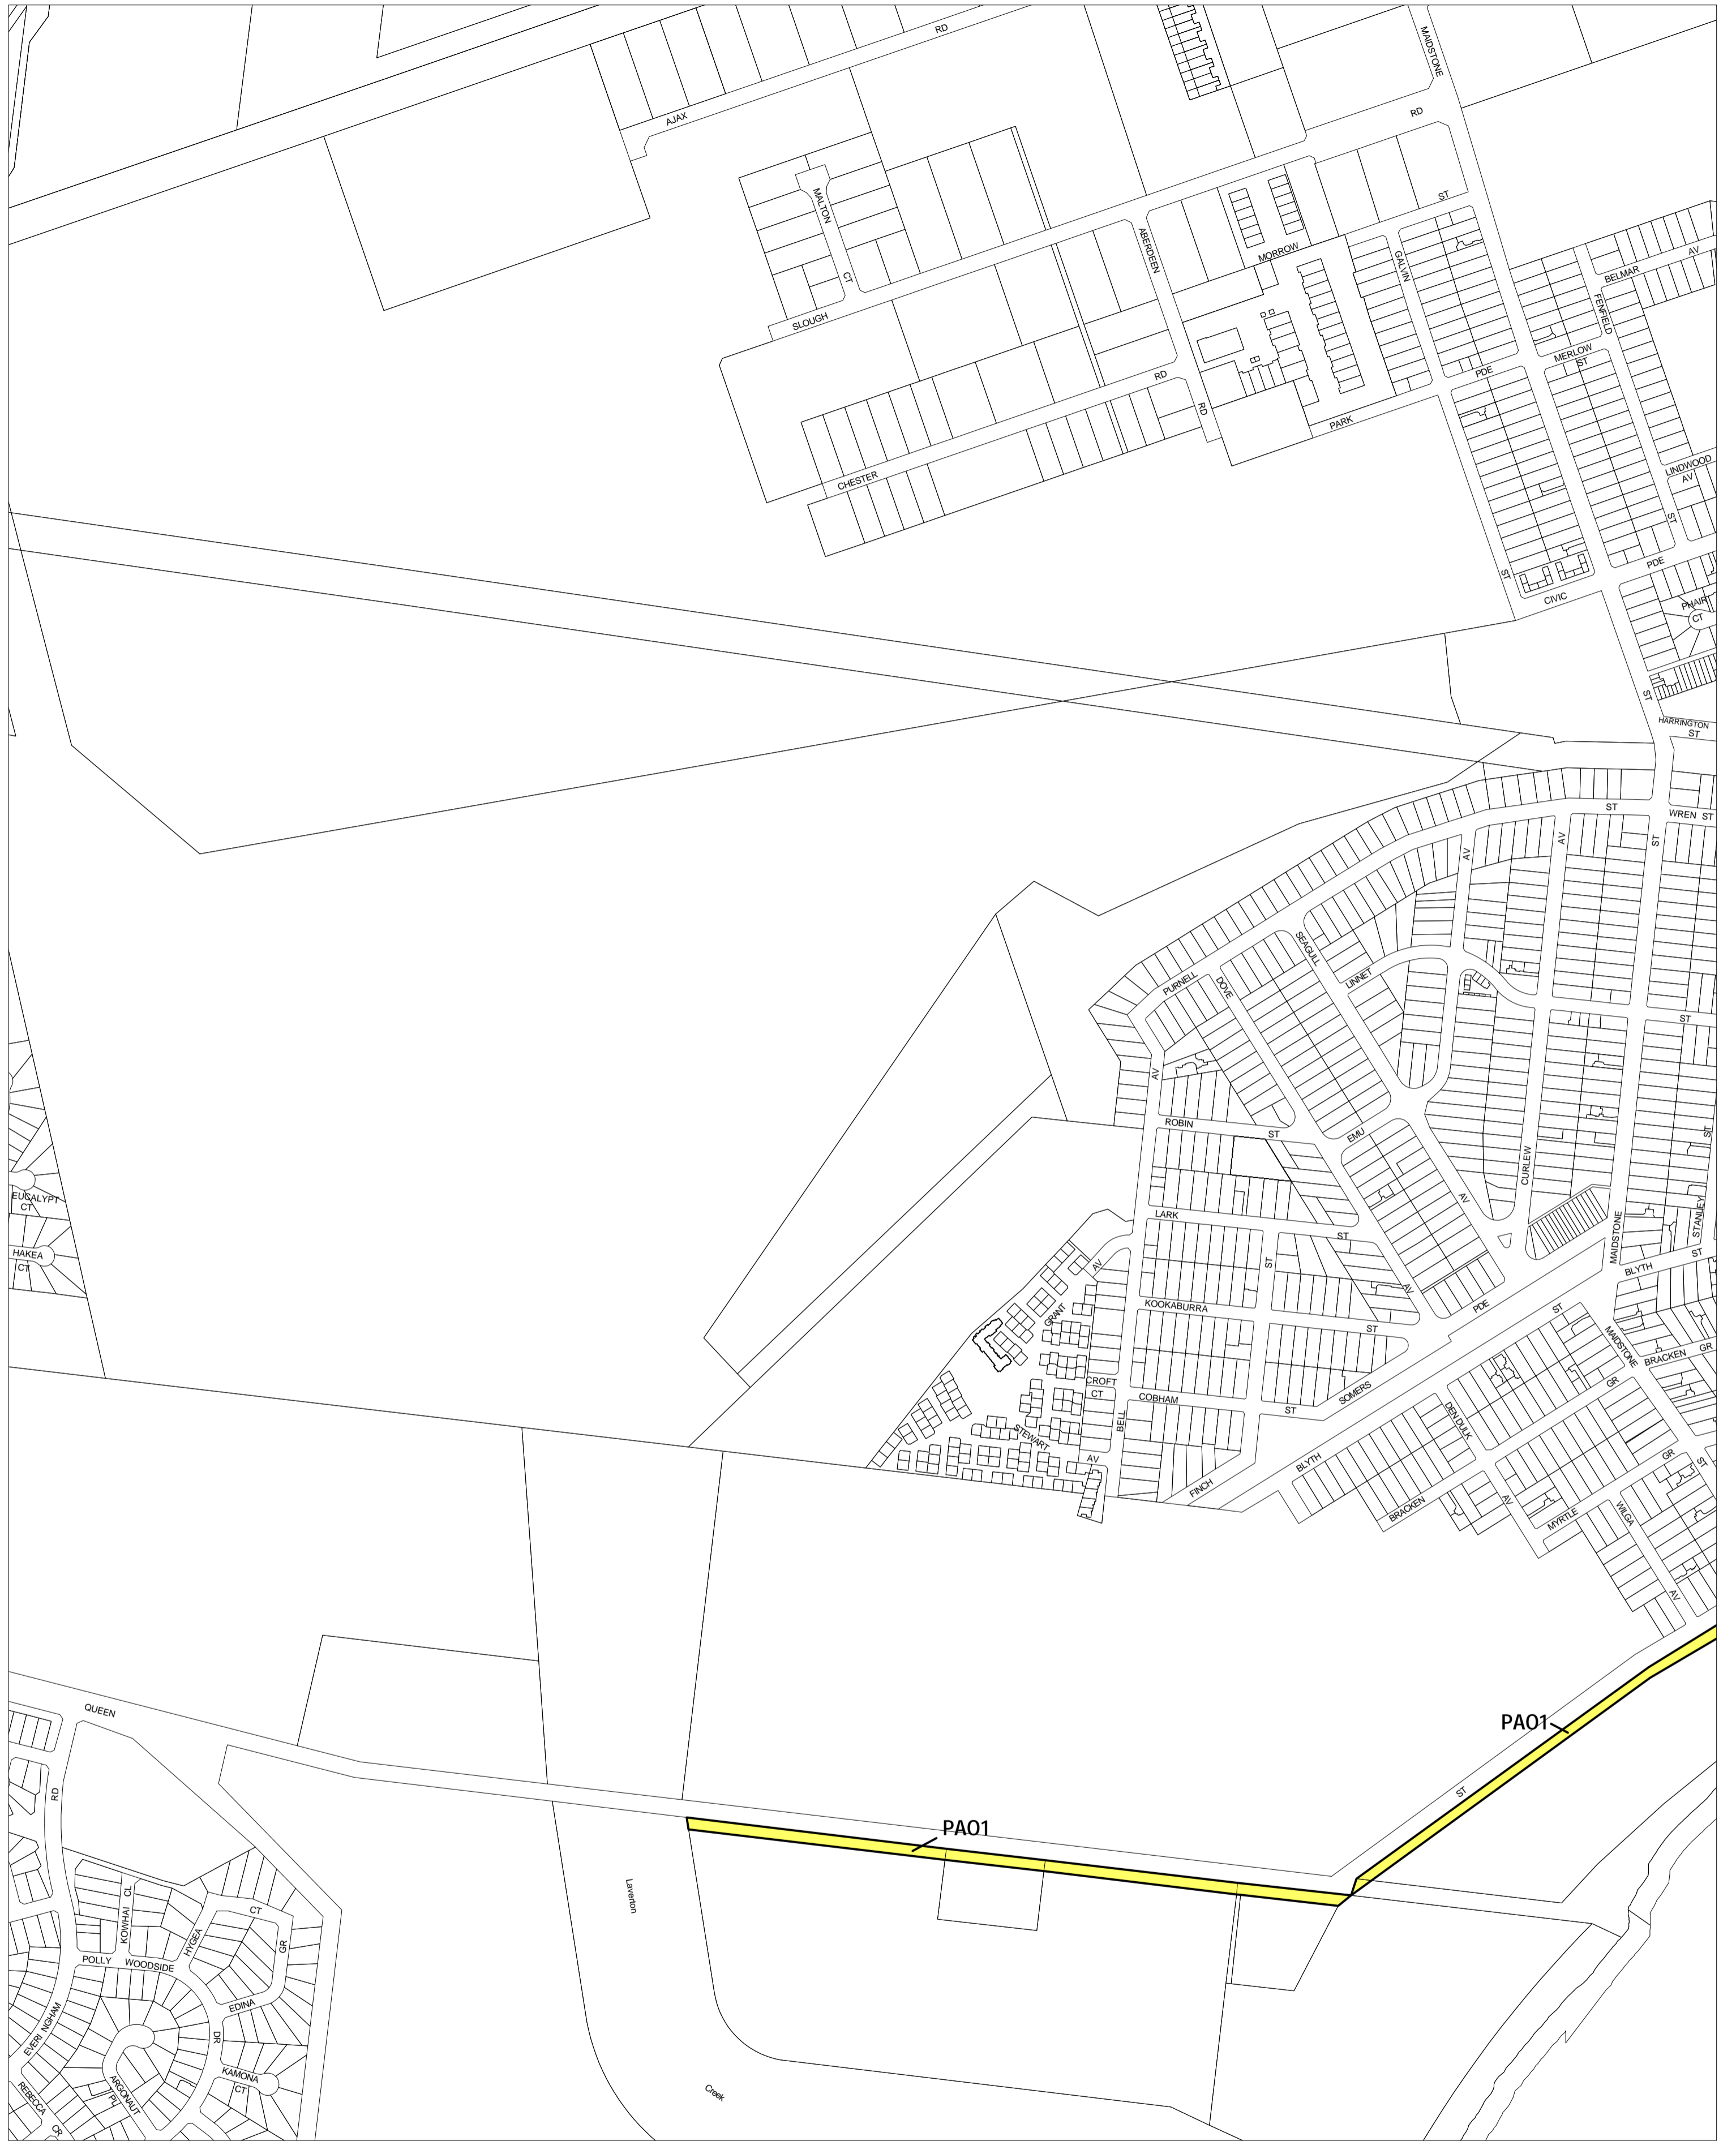 RD
MAIDSTONE
AJAX
RD
MALTON
CT
ST
ABERDEEN
MORROW
GALVIN
BELMAR
AV
FENFIELD
SLOUGH
MERLOW
ST
RD
PDE
RD
PARK
CHESTER
LINDWOOD
AV
ST
ST
PDE
CIVIC
PHAIR
CT
ST
HARRINGTON
ST
ST
WREN ST
AV
AV
ST
SEAGULL
LINNET
PURNELL
DOVE
ST
AV
ROBIN
ST
EMU
ST
CURLEW
EUCALYPT
CT
AV
STANLEY
LARK
ST
MAIDSTONE
HAKEA
CT
AV
ST
ST
BLYTH
AV
KOOKABURRA
GRANT
ST
PDE
ST
MAIDSTONE
BRACKEN GR
CROFT
CT
COBHAM
SOMERS
ST
GR
BELL
DEN DULK
STEWART
AV
BLYTH
GR
ST
FINCH
BRACKEN
AV
MYRTLE
WILGA
AV
QUEEN
PAO1
RD
ST
PAO1
Laverton
KOWHAI CL
HYGEA
CT
GR
POLLY WOODSIDE
EDINA
EVERINGHAM
DR
KAMONA
CT
ARGONAUT
PL
REBECCA
CR
Creek